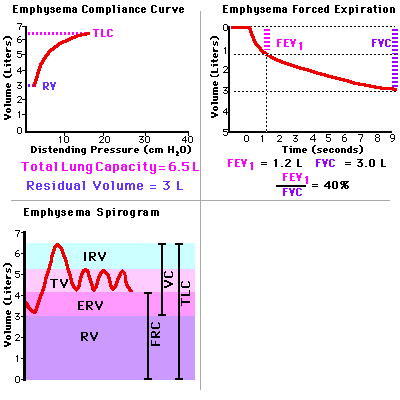 Emphysema Compliance Curve
Volume (Liters)
7
6
5
4
3
2
1
0
TLC
RV
0 10 20 30 40
Distending Pressure (cm H₂O)
Total Lung Capacity = 6.5 L
Residual Volume = 3 L
Emphysema Forced Expiration
Volume (Liters)
0
1
2
3
4
5
FEV₁
FVC
0 1 2 3 4 5 6 7 8 9
Time (seconds)
FEV₁ = 1.2 L FVC = 3.0 L
FEV₁
FVC
= 40%
Emphysema Spirogram
Volume (Liters)
7
6
5
4
3
2
1
0
IRV
TV
ERV
RV
FRC
VC
TLC